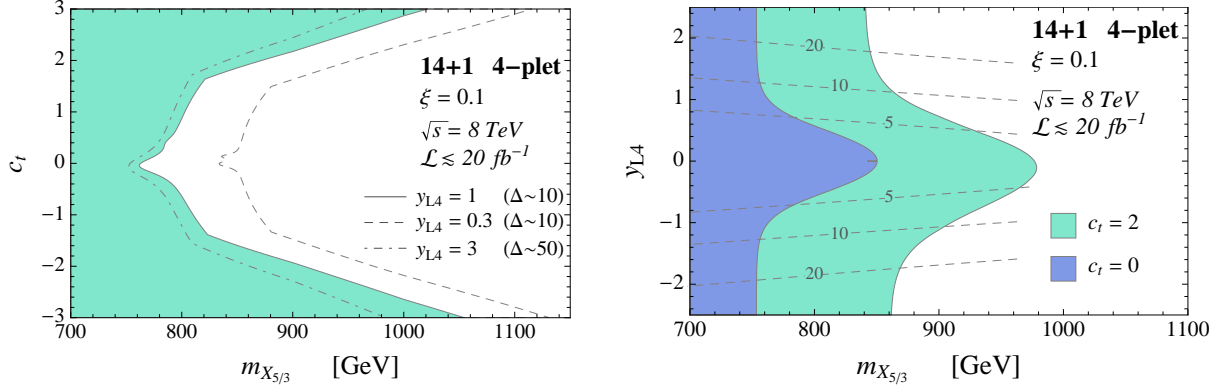 3
2
1
0
−1
−2
−3
c_t
14+1 4−plet
ξ = 0.1
√s = 8 TeV
ℒ ≲ 20 fb⁻¹
y_L4 = 1 (Δ∼10)
y_L4 = 0.3 (Δ∼10)
y_L4 = 3 (Δ∼50)
700 800 900 1000 1100
m_X5/3 [GeV]
2
1
0
−1
−2
y_L4
14+1 4−plet
ξ = 0.1
√s = 8 TeV
ℒ ≲ 20 fb⁻¹
20
10
5
5
10
20
c_t = 2
c_t = 0
700 800 900 1000 1100
m_X5/3 [GeV]